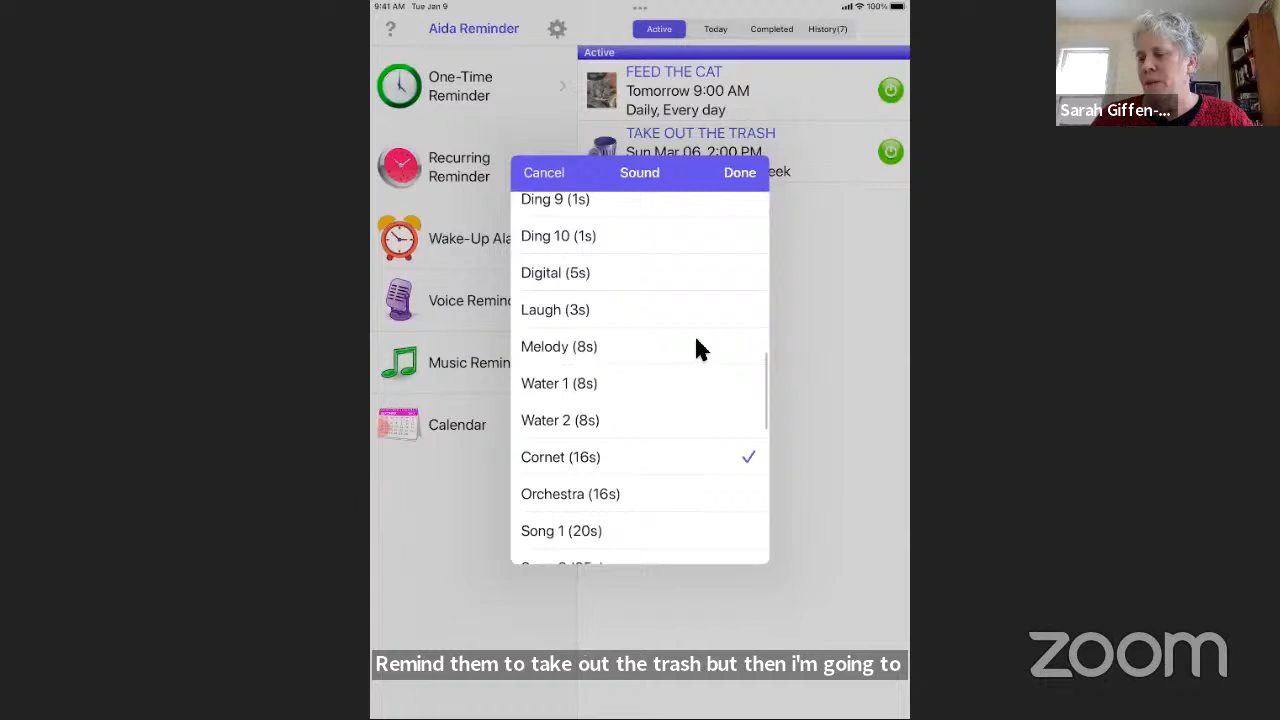 9:41 AM Tue Jan 9
100%
? Aida Reminder
Active Today Completed History(7)
Active
One-Time
Reminder
Recurring
Reminder
Wake-Up Ala
Voice Remin
Music Remin
Calendar
FEED THE CAT
Tomorrow 9:00 AM
Daily, Every day
TAKE OUT THE TRASH
Sun Mar 06, 2:00 PM
eek
Cancel Sound Done
Ding 9 (1s)
Ding 10 (1s)
Digital (5s)
Laugh (3s)
Melody (8s)
Water 1 (8s)
Water 2 (8s)
Cornet (16s)
Orchestra (16s)
Song 1 (20s)
Sarah Giffen-...
Remind them to take out the trash but then i'm going to
zoom